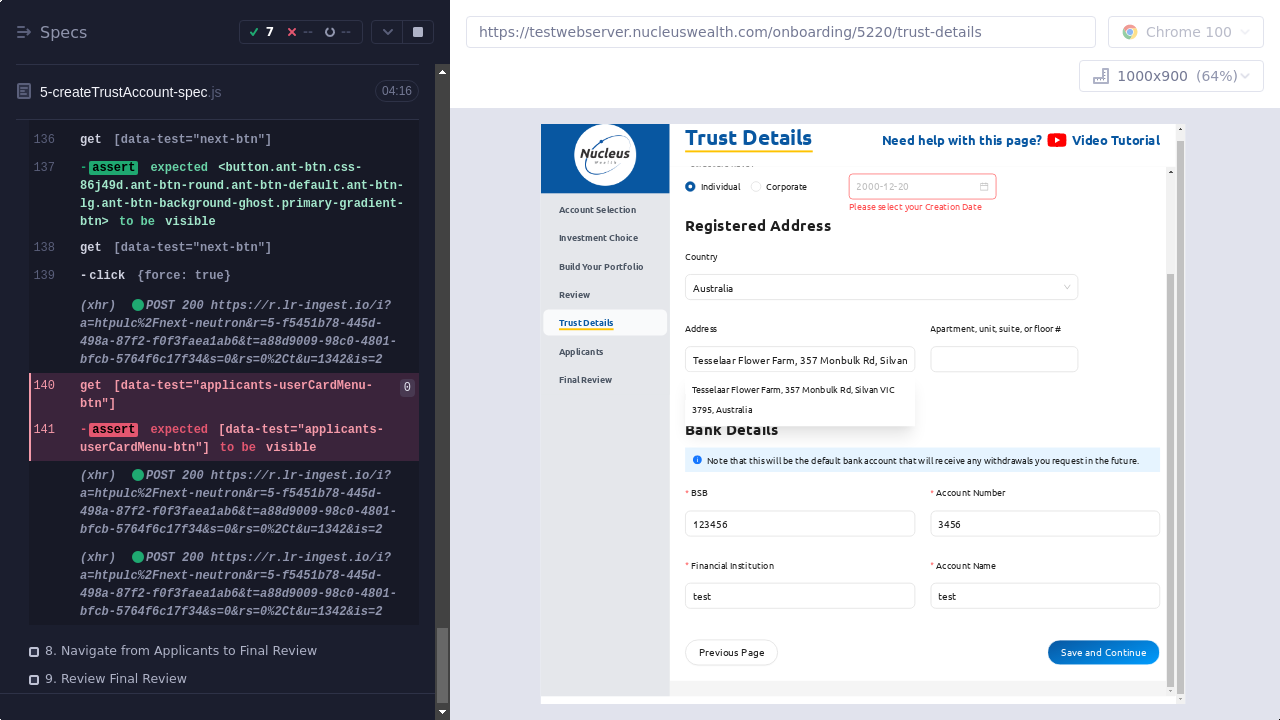 Specs
7
--
--
https://testwebserver.nucleuswealth.com/onboarding/5220/trust-details
Chrome 100
1000x900 (64%)
5-createTrustAccount-spec.js
04:16
136 get [data-test="next-btn"]
137 -assert expected <button.ant-btn.css-
86j49d.ant-btn-round.ant-btn-default.ant-btn-
lg.ant-btn-background-ghost.primary-gradient-
btn> to be visible
138 get [data-test="next-btn"]
139 -click {force: true}
(xhr) POST 200 https://r.lr-ingest.io/i?
a=htpulc%2Fnext-neutron&r=5-f5451b78-445d-
498a-87f2-f0f3faea1ab6&t=a88d9009-98c0-4801-
bfcb-5764f6c17f34&s=0&rs=0%2Ct&u=1342&is=2
140 get [data-test="applicants-userCardMenu-
btn"]
0
141 -assert expected [data-test="applicants-
userCardMenu-btn"] to be visible
(xhr) POST 200 https://r.lr-ingest.io/i?
a=htpulc%2Fnext-neutron&r=5-f5451b78-445d-
498a-87f2-f0f3faea1ab6&t=a88d9009-98c0-4801-
bfcb-5764f6c17f34&s=0&rs=0%2Ct&u=1342&is=2
(xhr) POST 200 https://r.lr-ingest.io/i?
a=htpulc%2Fnext-neutron&r=5-f5451b78-445d-
498a-87f2-f0f3faea1ab6&t=a88d9009-98c0-4801-
bfcb-5764f6c17f34&s=0&rs=0%2Ct&u=1342&is=2
8. Navigate from Applicants to Final Review
9. Review Final Review
Nucleus
Wealth
Account Selection
Investment Choice
Build Your Portfolio
Review
Trust Details
Applicants
Final Review
Trust Details
Need help with this page? Video Tutorial
Individual
Corporate
2000-12-20
Please select your Creation Date
Registered Address
Country
Australia
Address
Apartment, unit, suite, or floor #
Tesselaar Flower Farm, 357 Monbulk Rd, Silvan
Tesselaar Flower Farm, 357 Monbulk Rd, Silvan VIC
3795, Australia
Bank Details
Note that this will be the default bank account that will receive any withdrawals you request in the future.
* BSB
* Account Number
123456
3456
* Financial Institution
* Account Name
test
test
Previous Page
Save and Continue